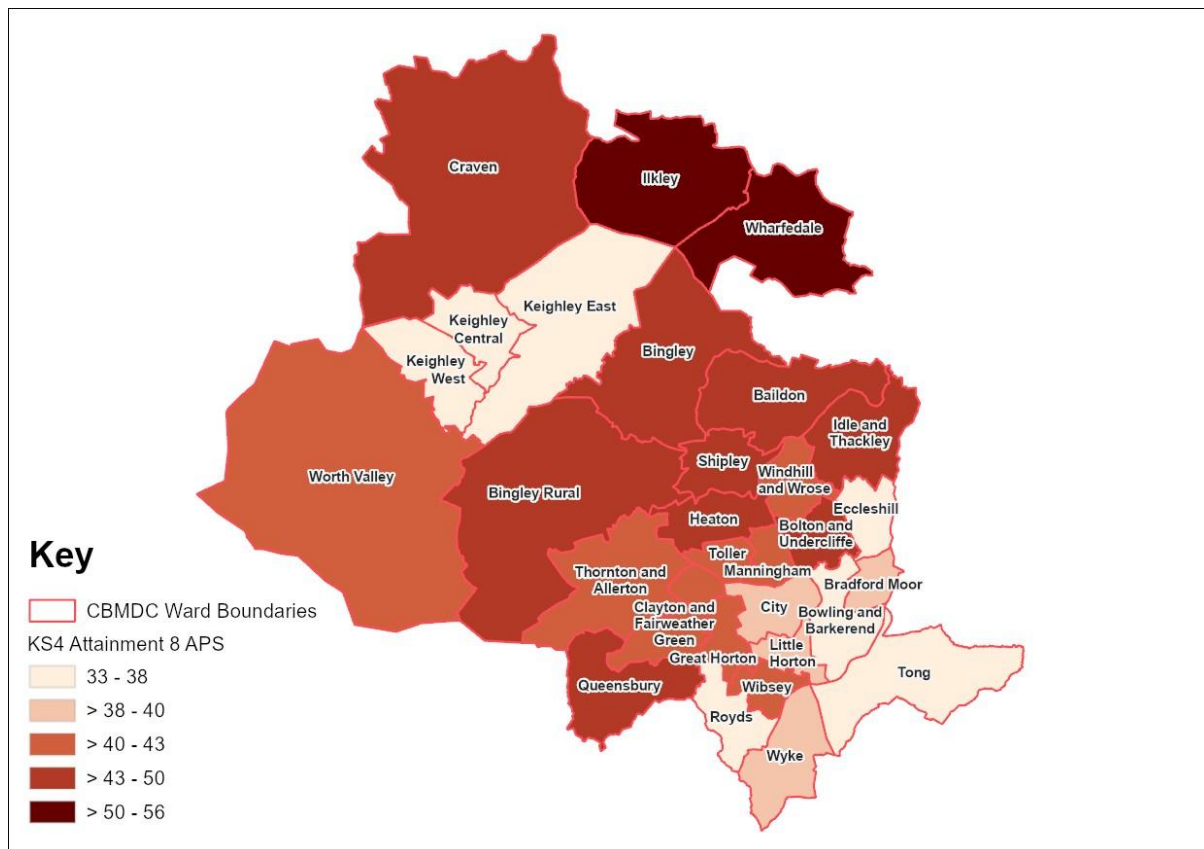 Craven
Ilkley
Wharfedale
Keighley East
Keighley
Central
Keighley
West
Bingley
Baildon
Idle and
Thackley
Shipley
Windhill
and Wrose
Worth Valley
Bingley Rural
Eccleshill
Heaton
Bolton and
Undercliffe
Toller
Manningham
Thornton and
Allerton
Bradford Moor
City
Clayton and
Fairweather
Green
Bowling and
Barkerend
Little
Horton
Great Horton
Tong
Queensbury
Wibsey
Royds
Wyke
Key
CBMDC Ward Boundaries
KS4 Attainment 8 APS
33 - 38
> 38 - 40
> 40 - 43
> 43 - 50
> 50 - 56